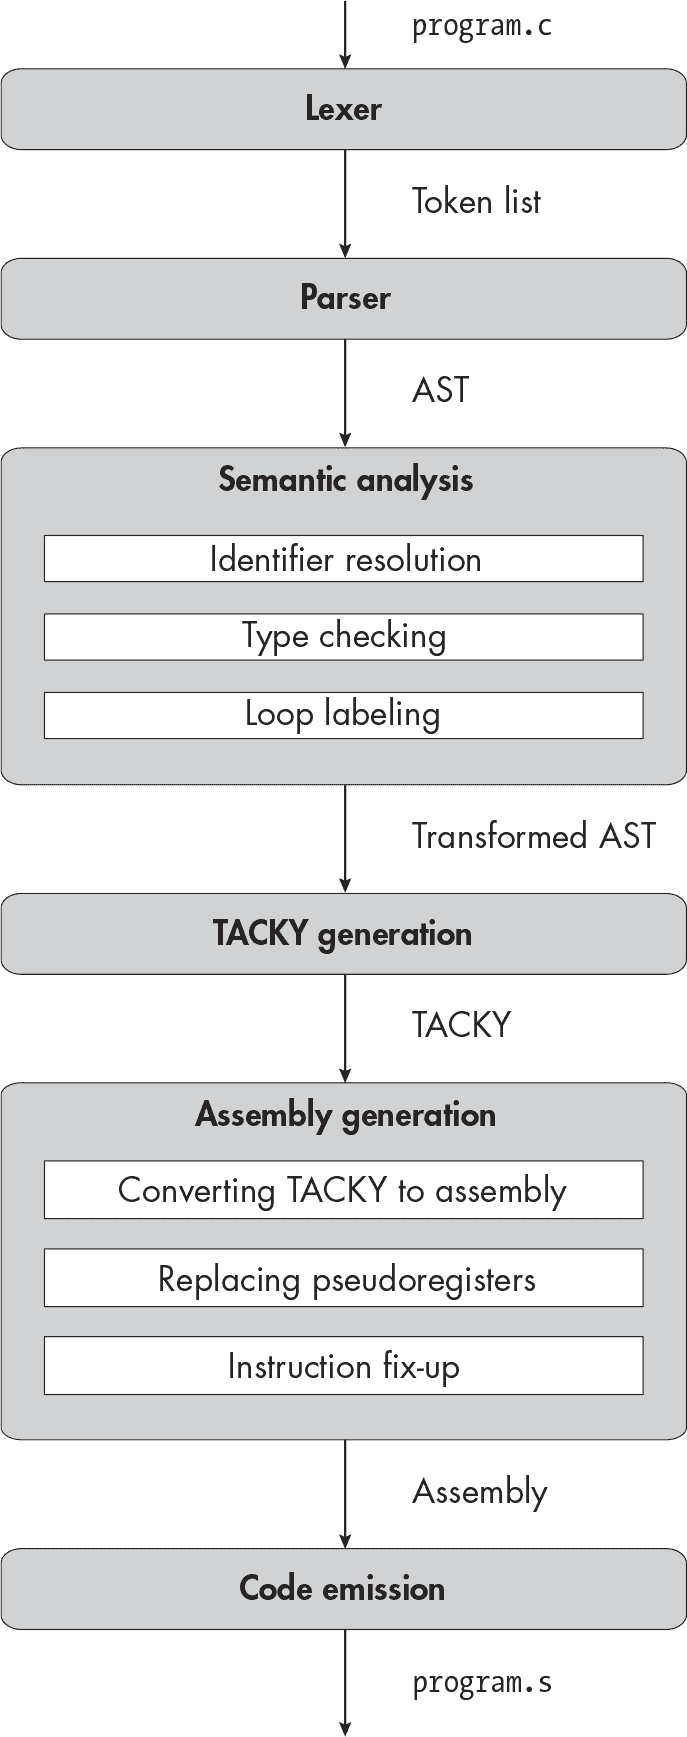 program.c
Lexer
Token list
Parser
AST
Semantic analysis
Identifier resolution
Type checking
Loop labeling
Transformed AST
TACKY generation
TACKY
Assembly generation
Converting TACKY to assembly
Replacing pseudoregisters
Instruction fix-up
Assembly
Code emission
program.s